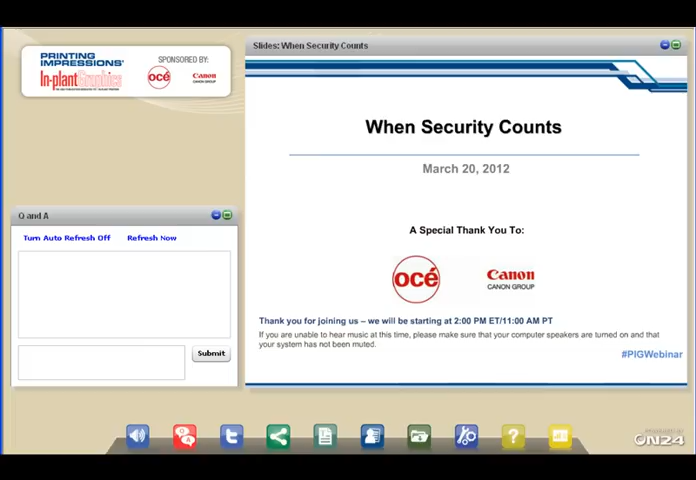 PRINTING
IMPRESSIONS
In-plantGraphics
SPONSORED BY:
océ
Canon
CANON GROUP
Slides: When Security Counts
When Security Counts
March 20, 2012
A Special Thank You To:
océ
Canon
CANON GROUP
Thank you for joining us – we will be starting at 2:00 PM ET/11:00 AM PT
If you are unable to hear music at this time, please make sure that your computer speakers are turned on and that
your system has not been muted.
#PIGWebinar
Q and A
Turn Auto Refresh Off
Refresh Now
Submit
Q
A
?
ON24